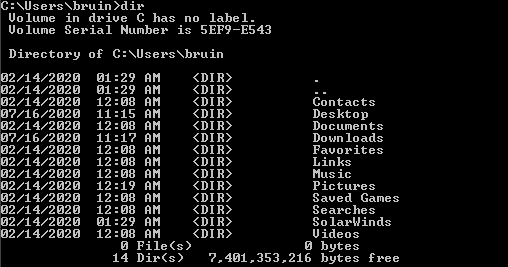 C:\Users\bruin>dir
 Volume in drive C has no label.
 Volume Serial Number is 5EF9-E543

 Directory of C:\Users\bruin

02/14/2020  01:29 AM    <DIR>          .
02/14/2020  01:29 AM    <DIR>          ..
02/14/2020  12:08 AM    <DIR>          Contacts
07/16/2020  11:15 AM    <DIR>          Desktop
02/14/2020  12:08 AM    <DIR>          Documents
07/16/2020  11:17 AM    <DIR>          Downloads
02/14/2020  12:08 AM    <DIR>          Favorites
02/14/2020  12:08 AM    <DIR>          Links
02/14/2020  12:08 AM    <DIR>          Music
02/14/2020  12:19 AM    <DIR>          Pictures
02/14/2020  12:08 AM    <DIR>          Saved Games
02/14/2020  12:08 AM    <DIR>          Searches
02/14/2020  01:29 AM    <DIR>          SolarWinds
02/14/2020  12:08 AM    <DIR>          Videos
               0 File(s)              0 bytes
              14 Dir(s)   7,401,353,216 bytes free